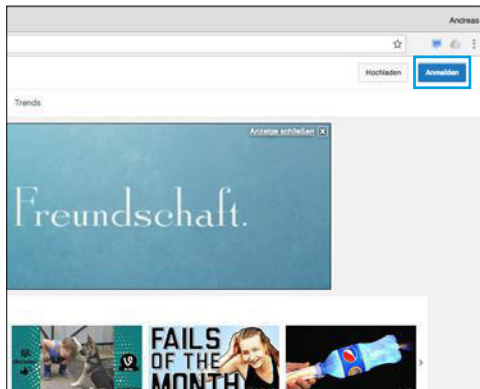 Andreas
Hochladen
Anmelden
Trends
Anzeige schließen X
Freundschaft.
FAILS
OF THE
MONTH